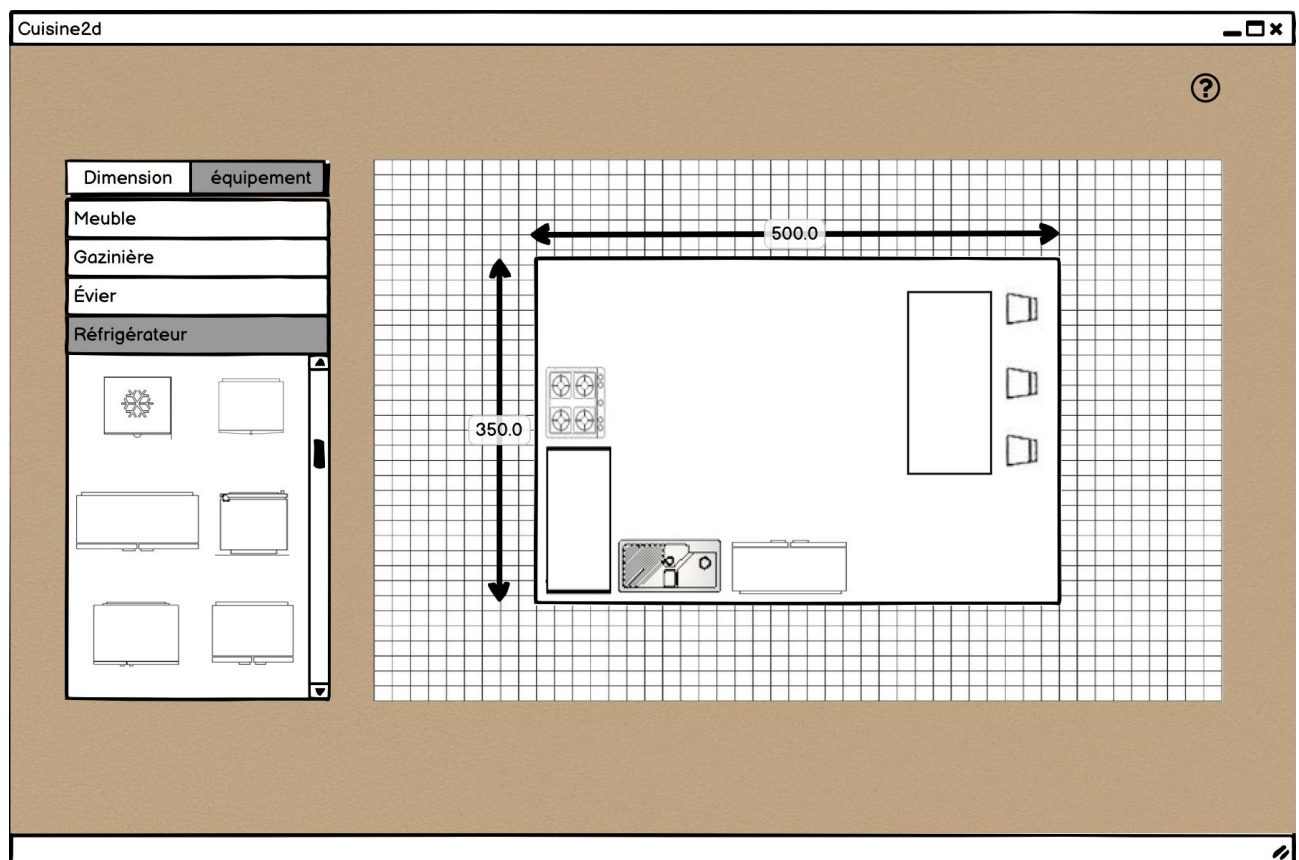 Cuisine2d
?
Dimension
équipement
Meuble
Gazinière
Évier
Réfrigérateur
500.0
350.0